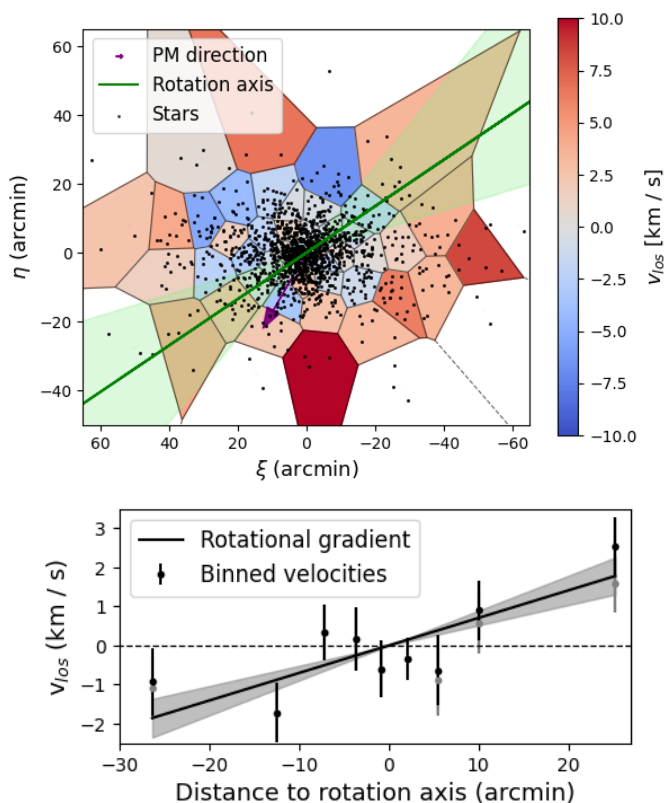 PM direction
Rotation axis
Stars
60
40
20
0
−20
−40
η (arcmin)
60 40 20 0 −20 −40 −60
ξ (arcmin)
10.0
7.5
5.0
2.5
0.0
−2.5
−5.0
−7.5
−10.0
v_los [km / s]
Rotational gradient
Binned velocities
3
2
1
0
−1
−2
v_los (km / s)
−30 −20 −10 0 10 20
Distance to rotation axis (arcmin)